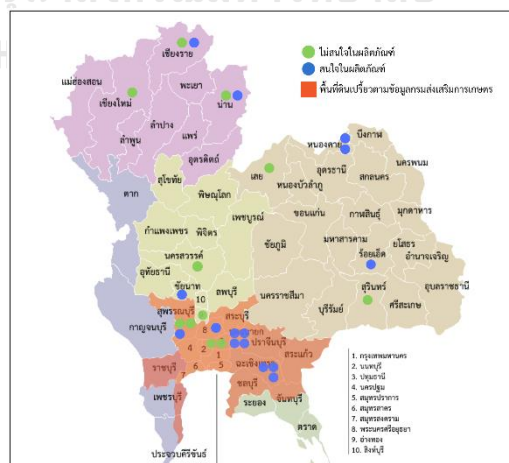 ไม่สนใจในผลิตภัณฑ์
สนใจในผลิตภัณฑ์
พื้นที่ดินเปรี้ยวตามข้อมูลกรมส่งเสริมการเกษตร
เชียงราย
แม่ฮ่องสอน
พะเยา
เชียงใหม่
น่าน
ลำปาง
แพร่
ลำพูน
อุตรดิตถ์
บึงกาฬ
หนองคาย
เลย
อุดรธานี
นครพนม
หนองบัวลำภู
สกลนคร
สุโขทัย
ตาก
พิษณุโลก
ขอนแก่น
กาฬสินธุ์
มุกดาหาร
เพชรบูรณ์
กำแพงเพชร
พิจิตร
ชัยภูมิ
มหาสารคาม
ยโสธร
ร้อยเอ็ด
อำนาจเจริญ
นครสวรรค์
อุทัยธานี
ชัยนาท
ลพบุรี
นครราชสีมา
บุรีรัมย์
สุรินทร์
ศรีสะเกษ
อุบลราชธานี
10
สุพรรณบุรี
สระบุรี
กาญจนบุรี
8
ปราจีนบุรี
สระแก้ว
4
2
1
5
6
7
ฉะเชิงเทรา
ราชบุรี
ชลบุรี
จันทบุรี
เพชรบุรี
ระยอง
ตราด
ประจวบคีรีขันธ์
1. กรุงเทพมหานคร
2. นนทบุรี
3. ปทุมธานี
4. นครปฐม
5. สมุทรปราการ
6. สมุทรสาคร
7. สมุทรสงคราม
8. พระนครศรีอยุธยา
9. อ่างทอง
10. สิงห์บุรี